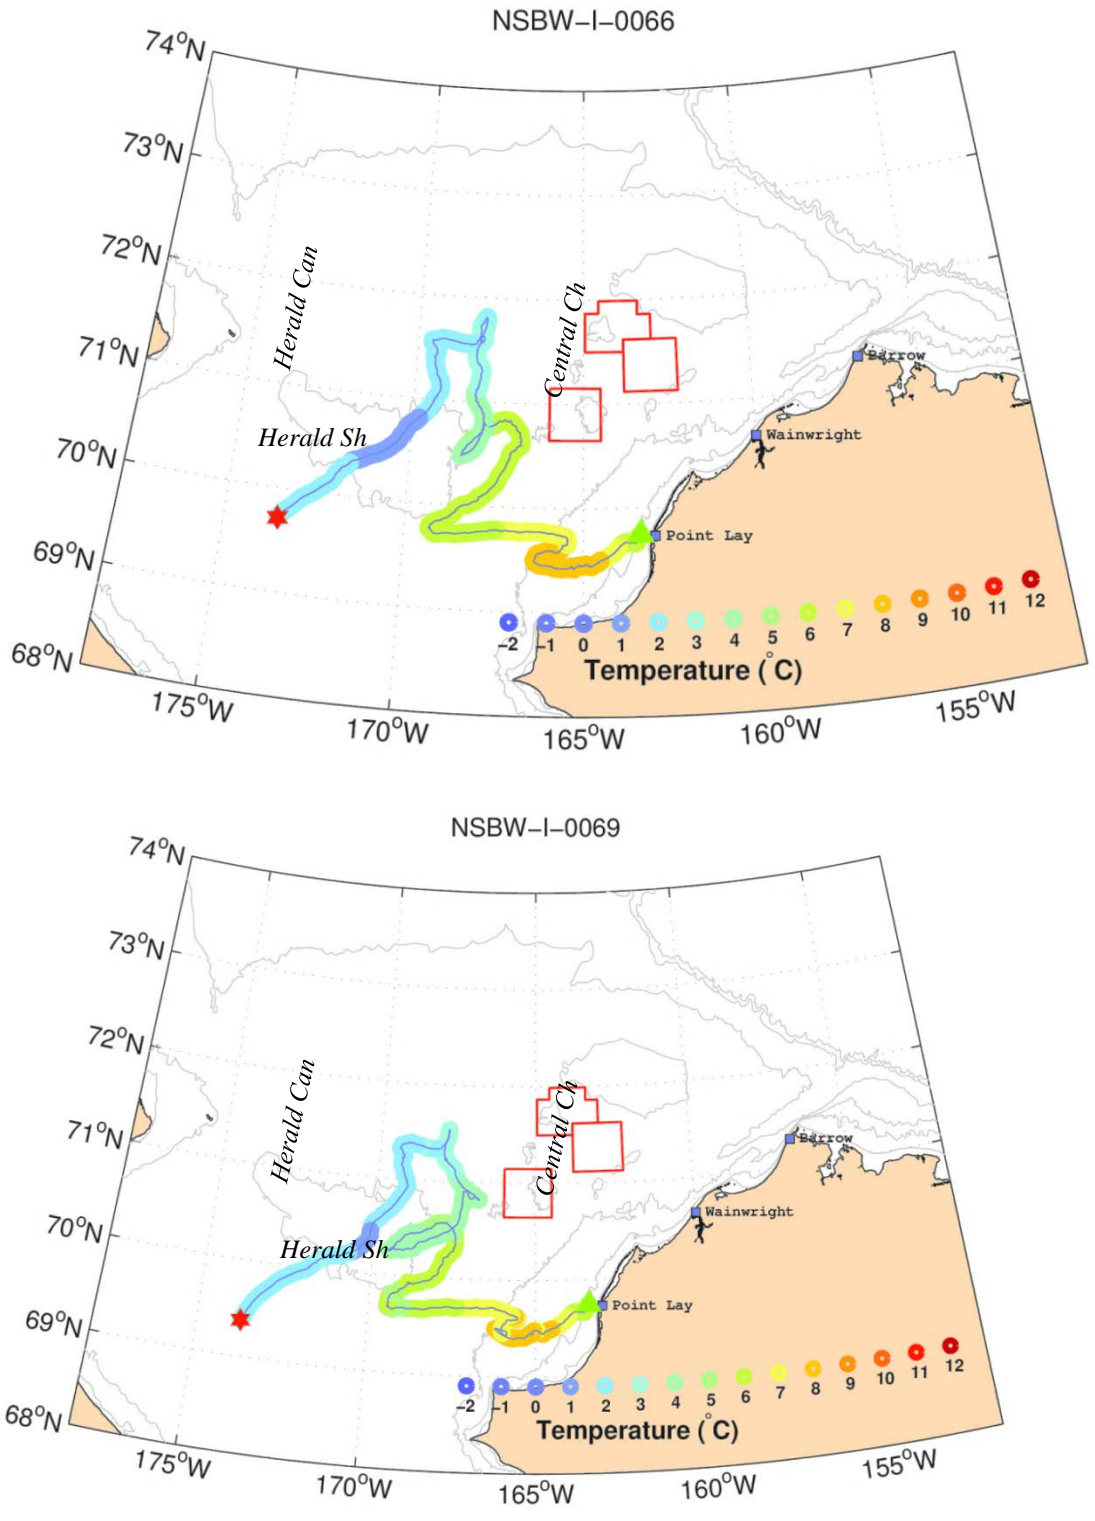 NSBW-I-0066
74°N
73°N
72°N
71°N
70°N
69°N
68°N
Herald Can
Central Ch
Herald Sh
Barrow
Wainwright
Point Lay
-2 -1 0 1 2 3 4 5 6 7 8 9 10 11 12
Temperature (°C)
175°W 170°W 165°W 160°W 155°W
NSBW-I-0069
74°N
73°N
72°N
71°N
70°N
69°N
68°N
Herald Can
Central Ch
Herald Sh
Barrow
Wainwright
Point Lay
-2 -1 0 1 2 3 4 5 6 7 8 9 10 11 12
Temperature (°C)
175°W 170°W 165°W 160°W 155°W